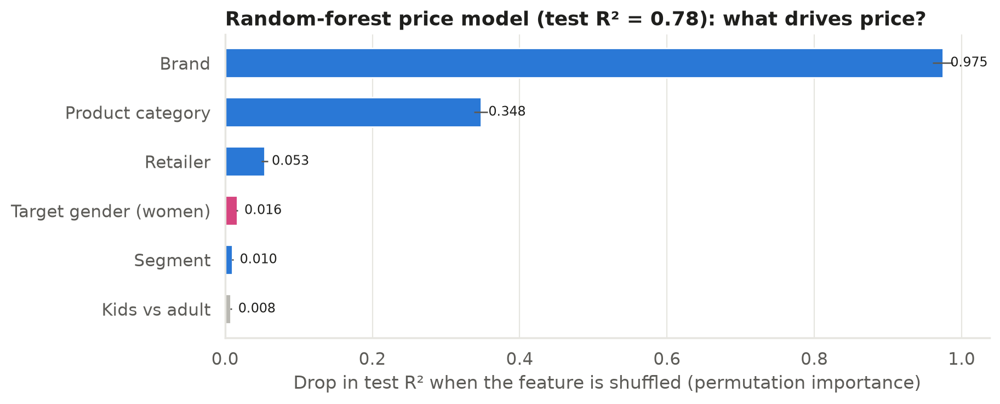 Random-forest price model (test R² = 0.78): what drives price?
Brand
0.975
Product category
0.348
Retailer
0.053
Target gender (women)
0.016
Segment
0.010
Kids vs adult
0.008
0.0 0.2 0.4 0.6 0.8 1.0
Drop in test R² when the feature is shuffled (permutation importance)